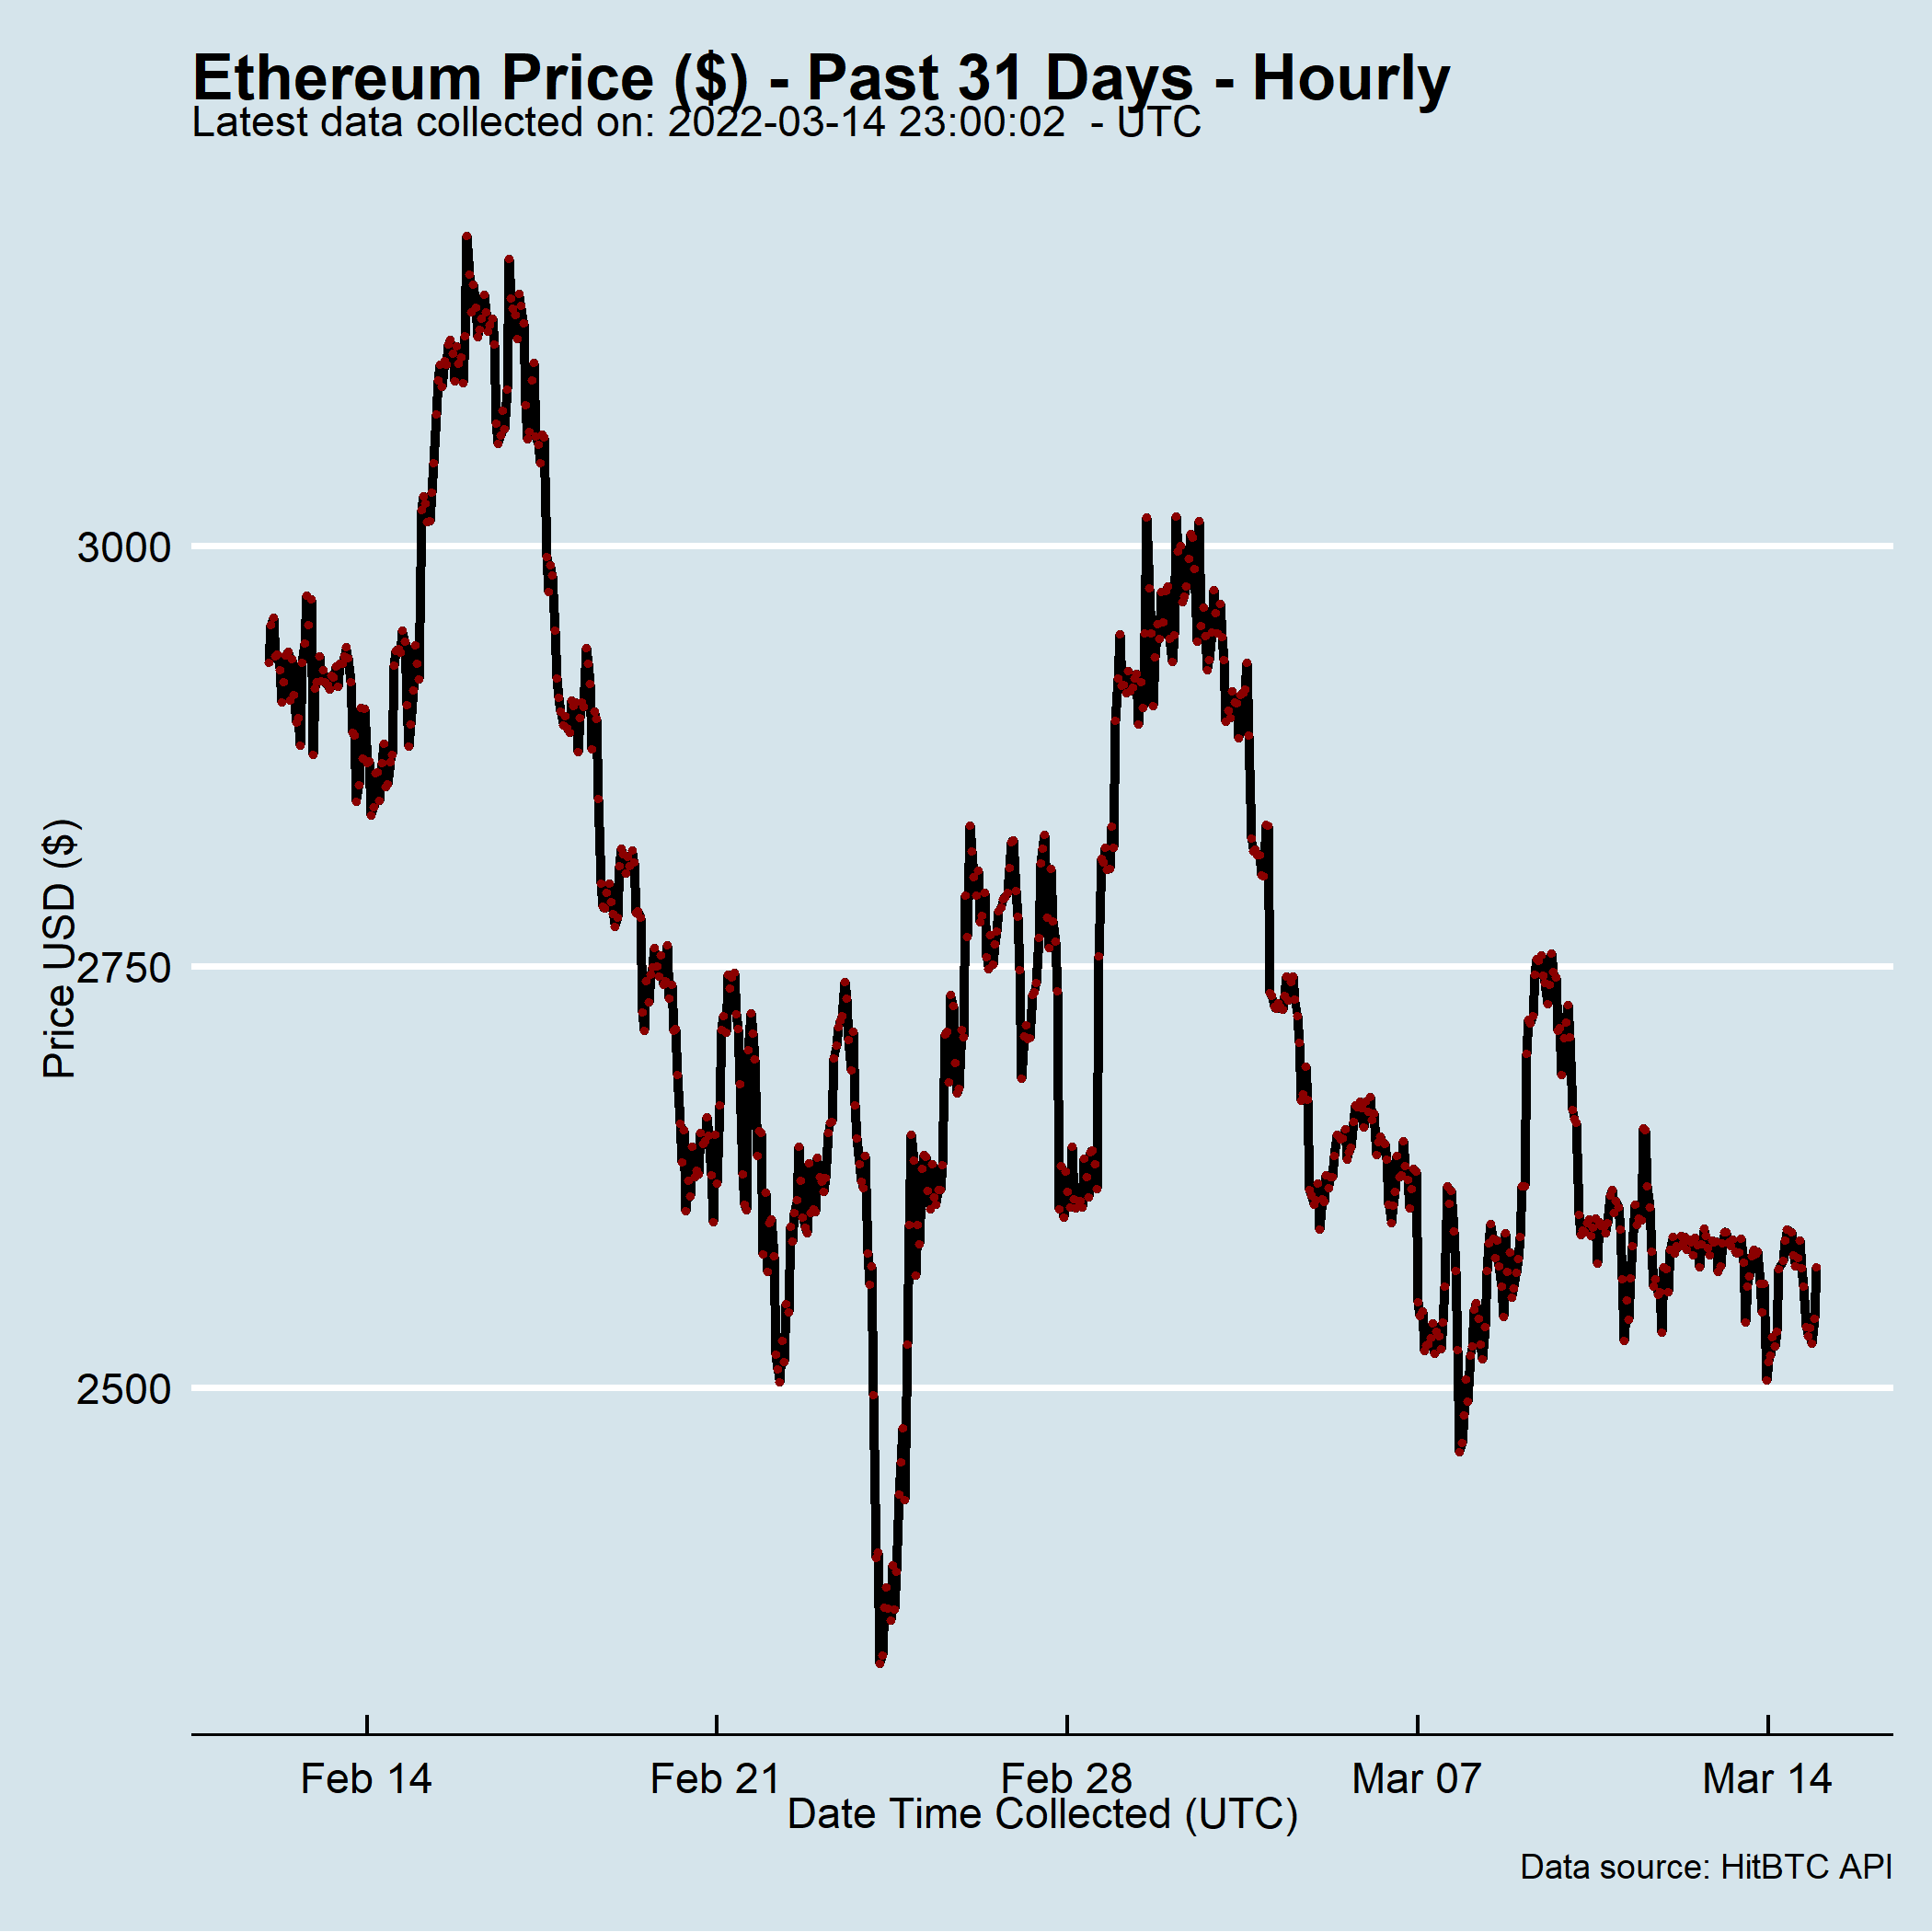 Ethereum Price ($) - Past 31 Days - Hourly
Latest data collected on: 2022-03-14 23:00:02  - UTC
3000
2750
2500
Price USD ($)
Feb 14
Feb 21
Feb 28
Mar 07
Mar 14
Date Time Collected (UTC)
Data source: HitBTC API